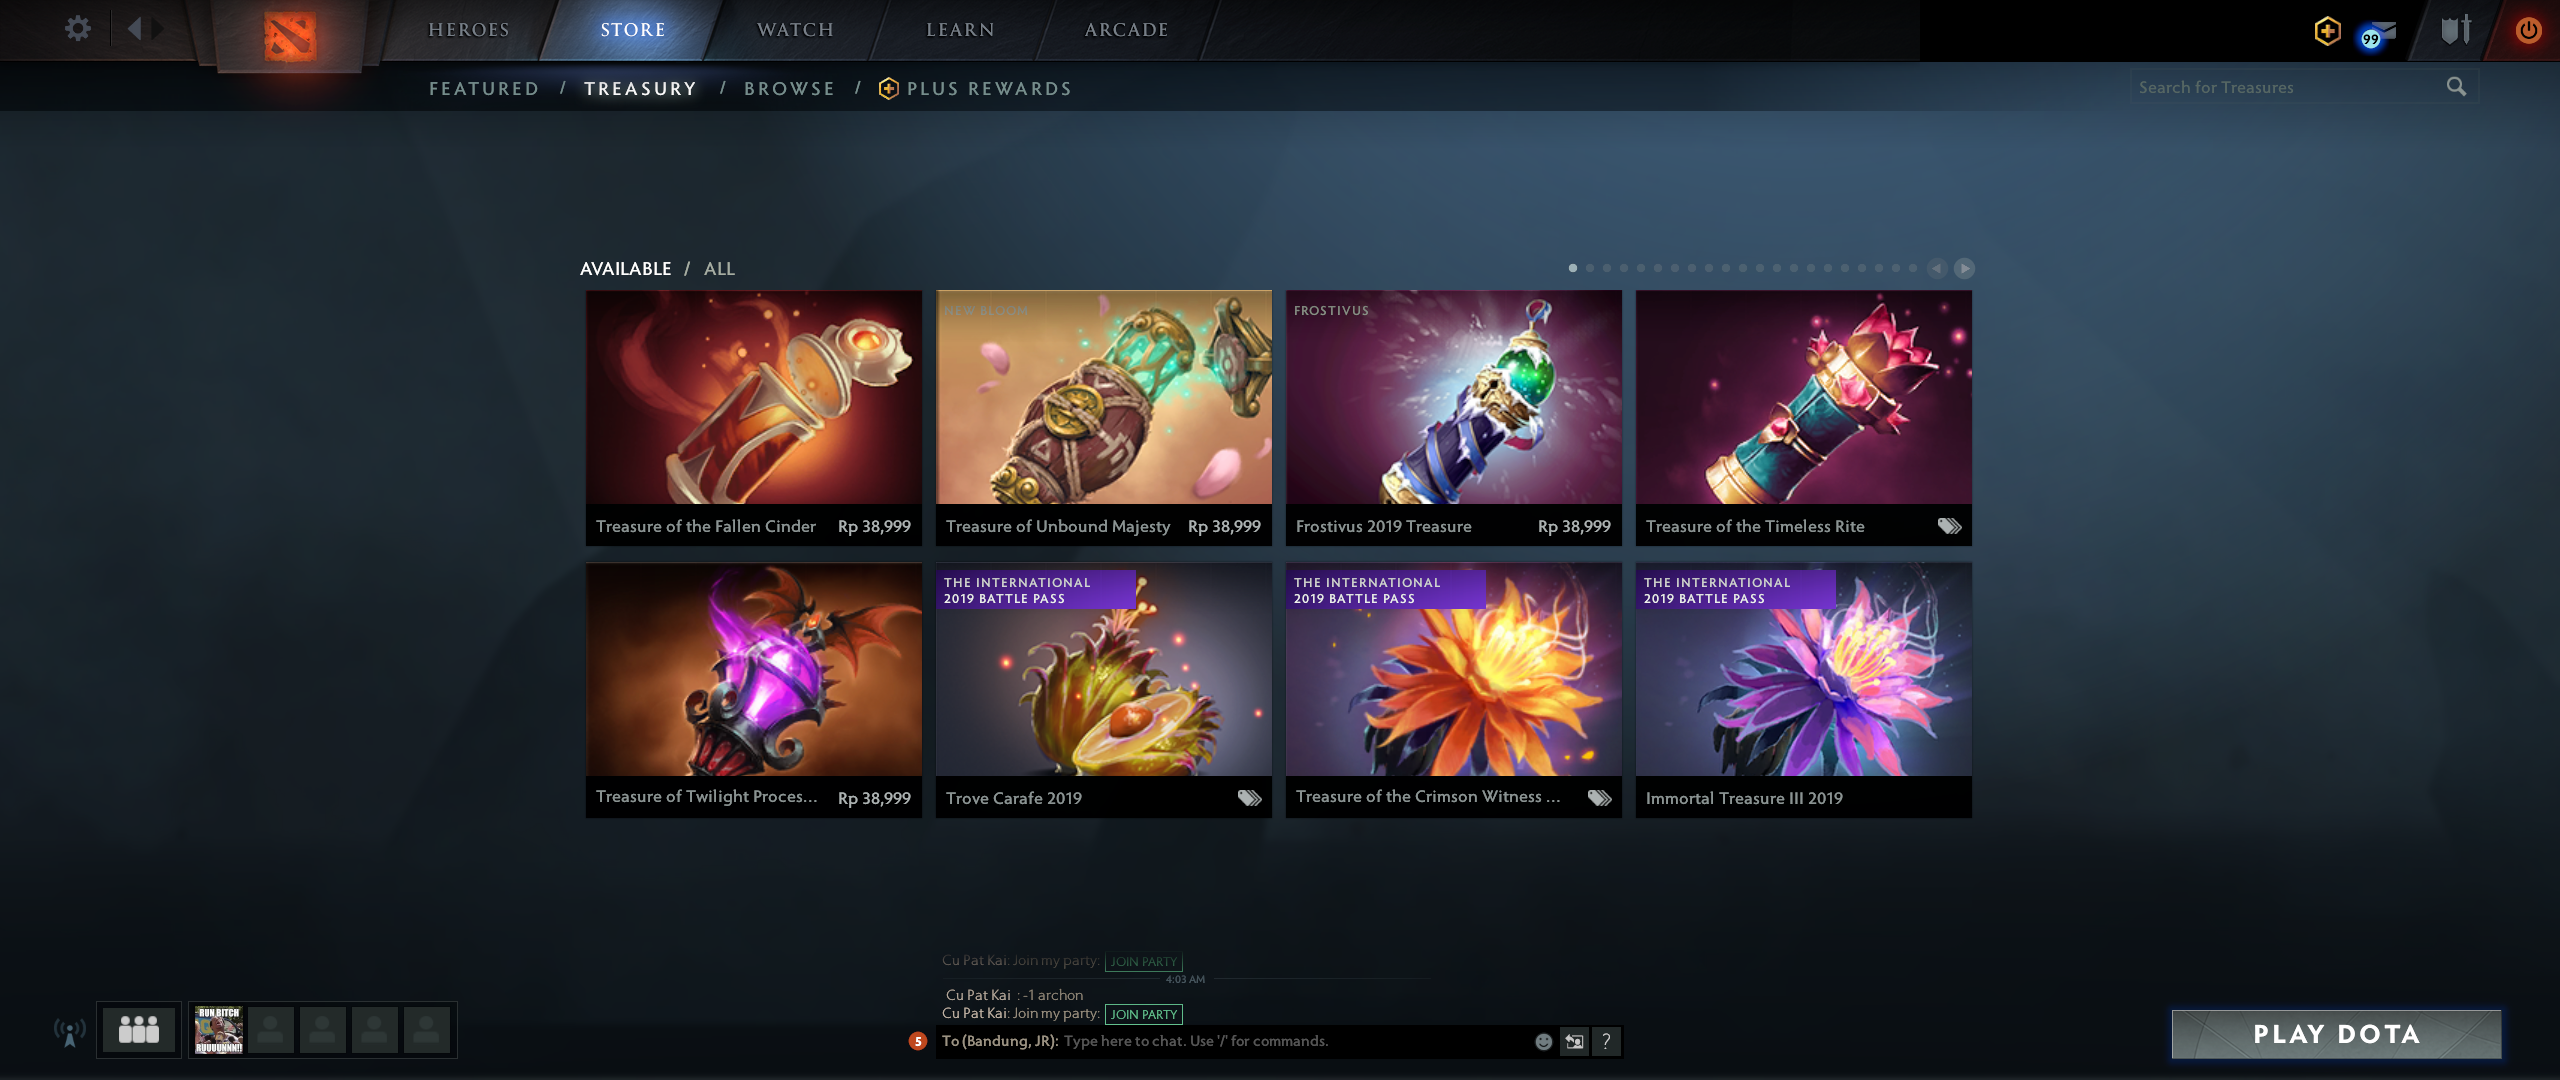 HEROES
STORE
WATCH
LEARN
ARCADE
99
FEATURED / TREASURY / BROWSE / PLUS REWARDS
Search for Treasures
AVAILABLE / ALL
Treasure of the Fallen Cinder Rp 38,999
NEW BLOOM
Treasure of Unbound Majesty Rp 38,999
FROSTIVUS
Frostivus 2019 Treasure Rp 38,999
Treasure of the Timeless Rite
Treasure of Twilight Proces... Rp 38,999
THE INTERNATIONAL
2019 BATTLE PASS
Trove Carafe 2019
THE INTERNATIONAL
2019 BATTLE PASS
Treasure of the Crimson Witness ...
THE INTERNATIONAL
2019 BATTLE PASS
Immortal Treasure III 2019
Cu Pat Kai: Join my party: JOIN PARTY
4:03 AM
Cu Pat Kai : -1 archon
Cu Pat Kai: Join my party: JOIN PARTY
5 To (Bandung, JR): Type here to chat. Use '/' for commands. ?
RUN BITCH
RUUUUNNN!!
PLAY DOTA